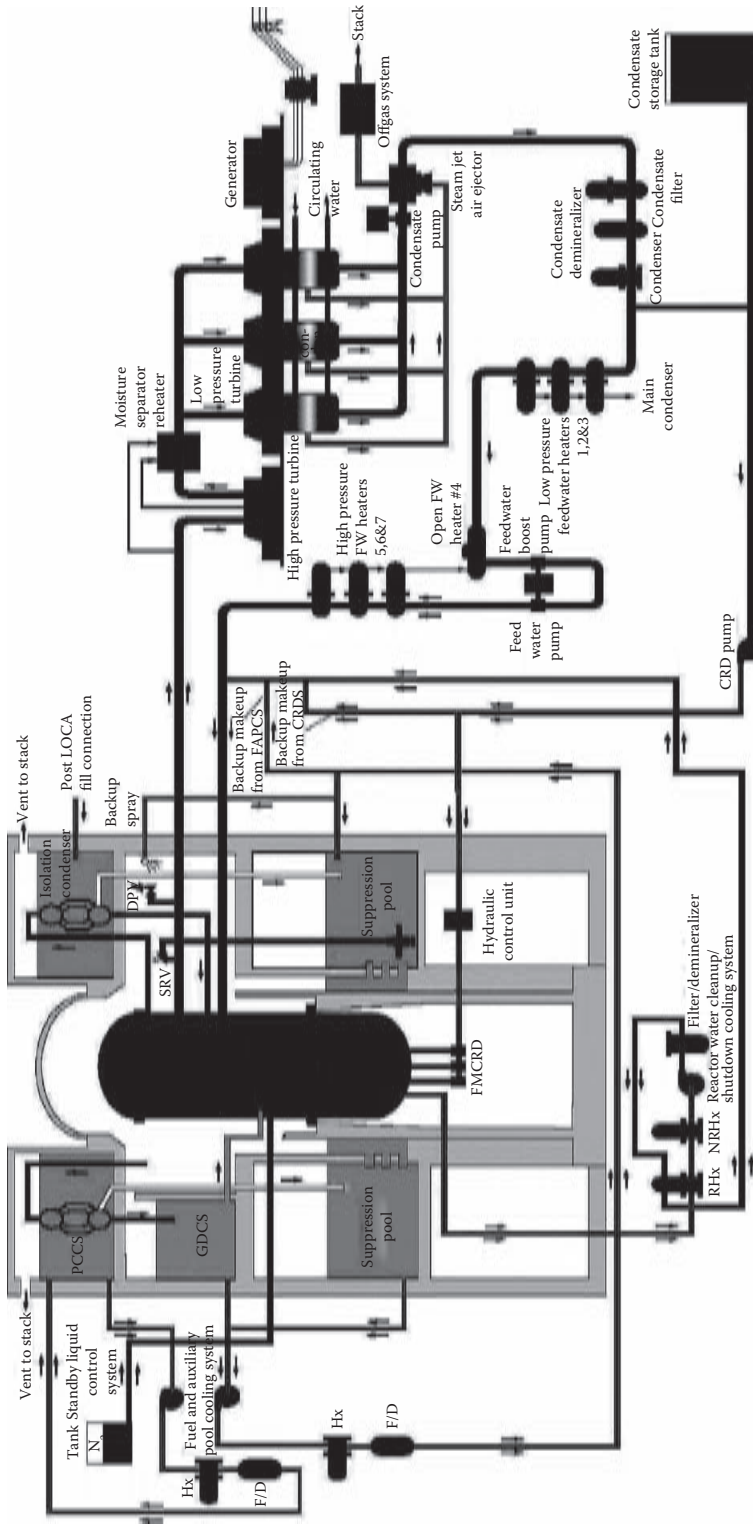 Stack
Offgas system
Condensate
storage tank
Generator
Circulating
water
Condensate
pump
Steam jet
air ejector
Condensate
demineralizer
Condenser
Condensate
filter
Moisture
separator
reheater
Low
pressure
turbine
con-
High pressure turbine
High pressure
FW heaters
5,6&7
Open FW
heater #4
Feedwater
boost
pump
Low pressure
feedwater heaters
1,2&3
Main
condenser
Feed
water
pump
CRD pump
Vent to stack
Post LOCA
fill connection
Backup
spray
Backup makeup
from FAPCS
Backup makeup
from CRDS
Isolation
condenser
DPV
SRV
Suppression
pool
Hydraulic
control unit
FMCRD
Filter/demineralizer
Reactor water cleanup/
shutdown cooling system
NRHx
RHx
PCCS
GDCS
Suppression
pool
Vent to stack
Tank
Standby liquid
control
system
N2
Fuel and auxiliary
pool cooling system
Hx
F/D
Hx
F/D